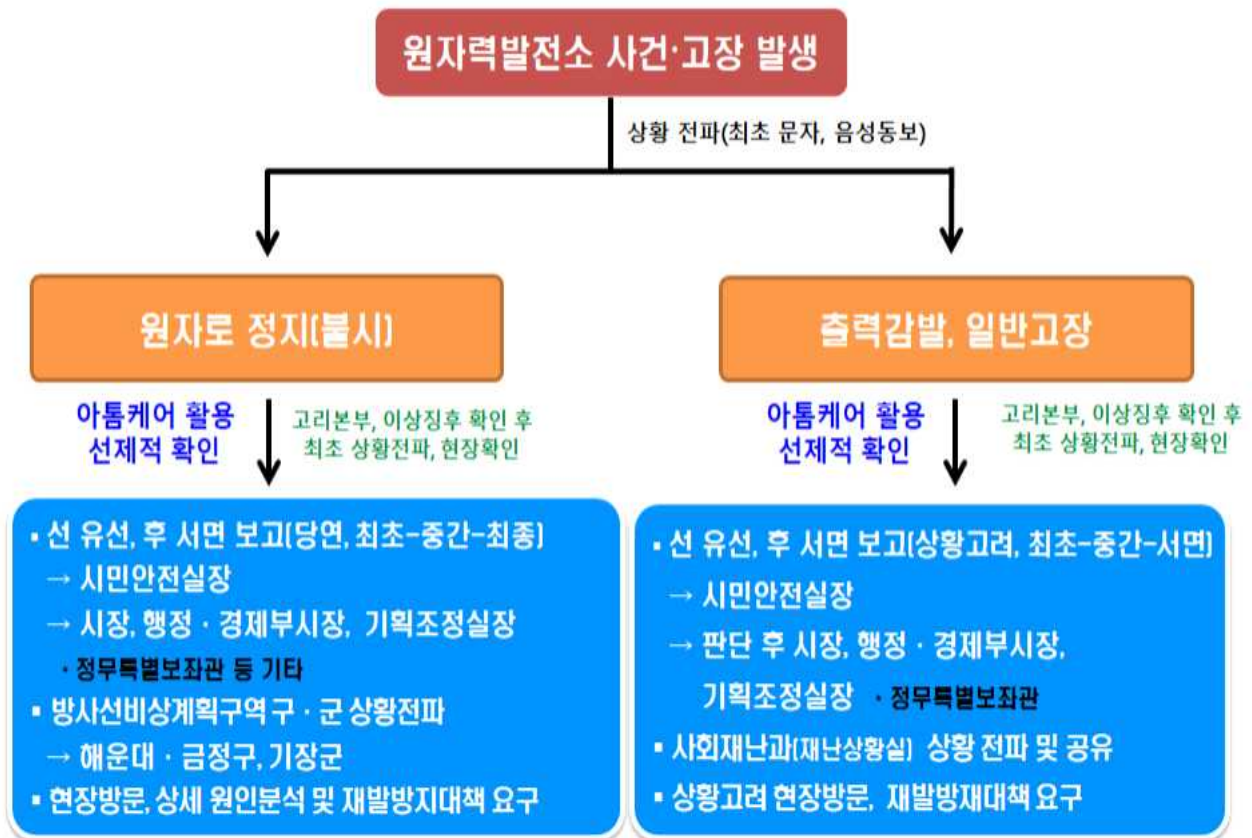 원자력발전소 사건·고장 발생
상황 전파(최초 문자, 음성통보)
원자로 정지(불시)
아톰케어 활용
선제적 확인
고리본부, 이상징후 확인 후
최초 상황전파, 현장확인
▪ 선 유선, 후 서면 보고(당연, 최초-중간-최종)
→ 시민안전실장
→ 시장, 행정·경제부시장, 기획조정실장
· 정무특별보좌관 등 기타
▪ 방사선비상계획구역 구·군 상황전파
→ 해운대·금정구, 기장군
▪ 현장방문, 상세 원인분석 및 재발방지대책 요구
출력감발, 일반고장
아톰케어 활용
선제적 확인
고리본부, 이상징후 확인 후
최초 상황전파, 현장확인
▪ 선 유선, 후 서면 보고(상황고려, 최초-중간-서면)
→ 시민안전실장
→ 판단 후 시장, 행정·경제부시장,
기획조정실장 · 정무특별보좌관
▪ 사회재난과(재난상황실) 상황 전파 및 공유
▪ 상황고려 현장방문, 재발방재대책 요구